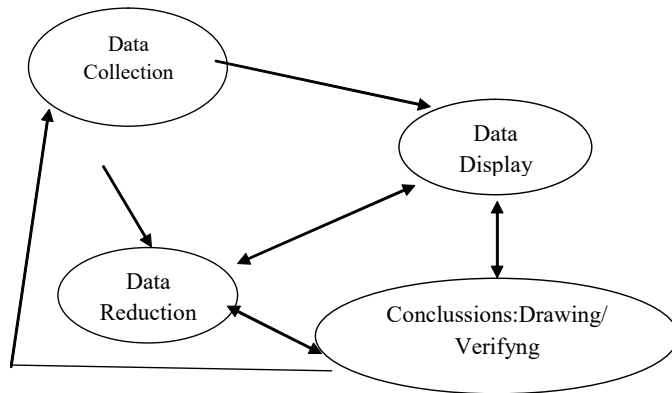 Data
Collection
Data
Display
Data
Reduction
Conclussions:Drawing/
Verifyng